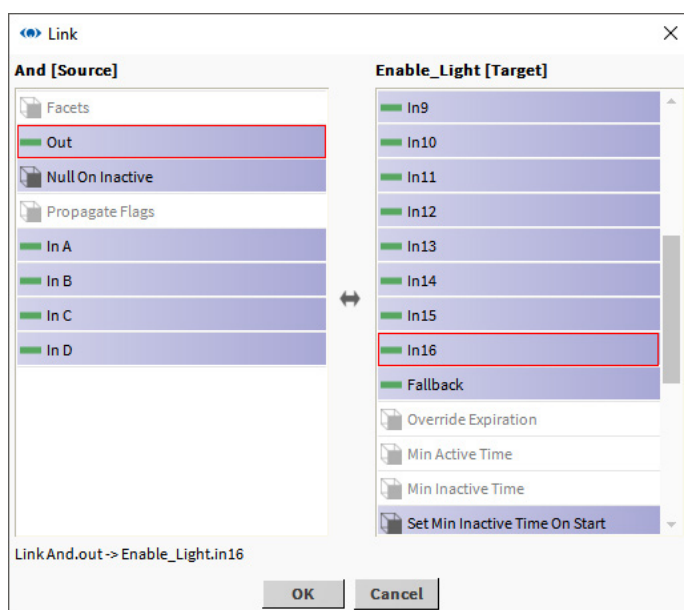 Link
And [Source]
Facets
Out
Null On Inactive
Propagate Flags
In A
In B
In C
In D
Enable_Light [Target]
In9
In10
In11
In12
In13
In14
In15
In16
Fallback
Override Expiration
Min Active Time
Min Inactive Time
Set Min Inactive Time On Start
Link And.out -> Enable_Light.in16
OK
Cancel